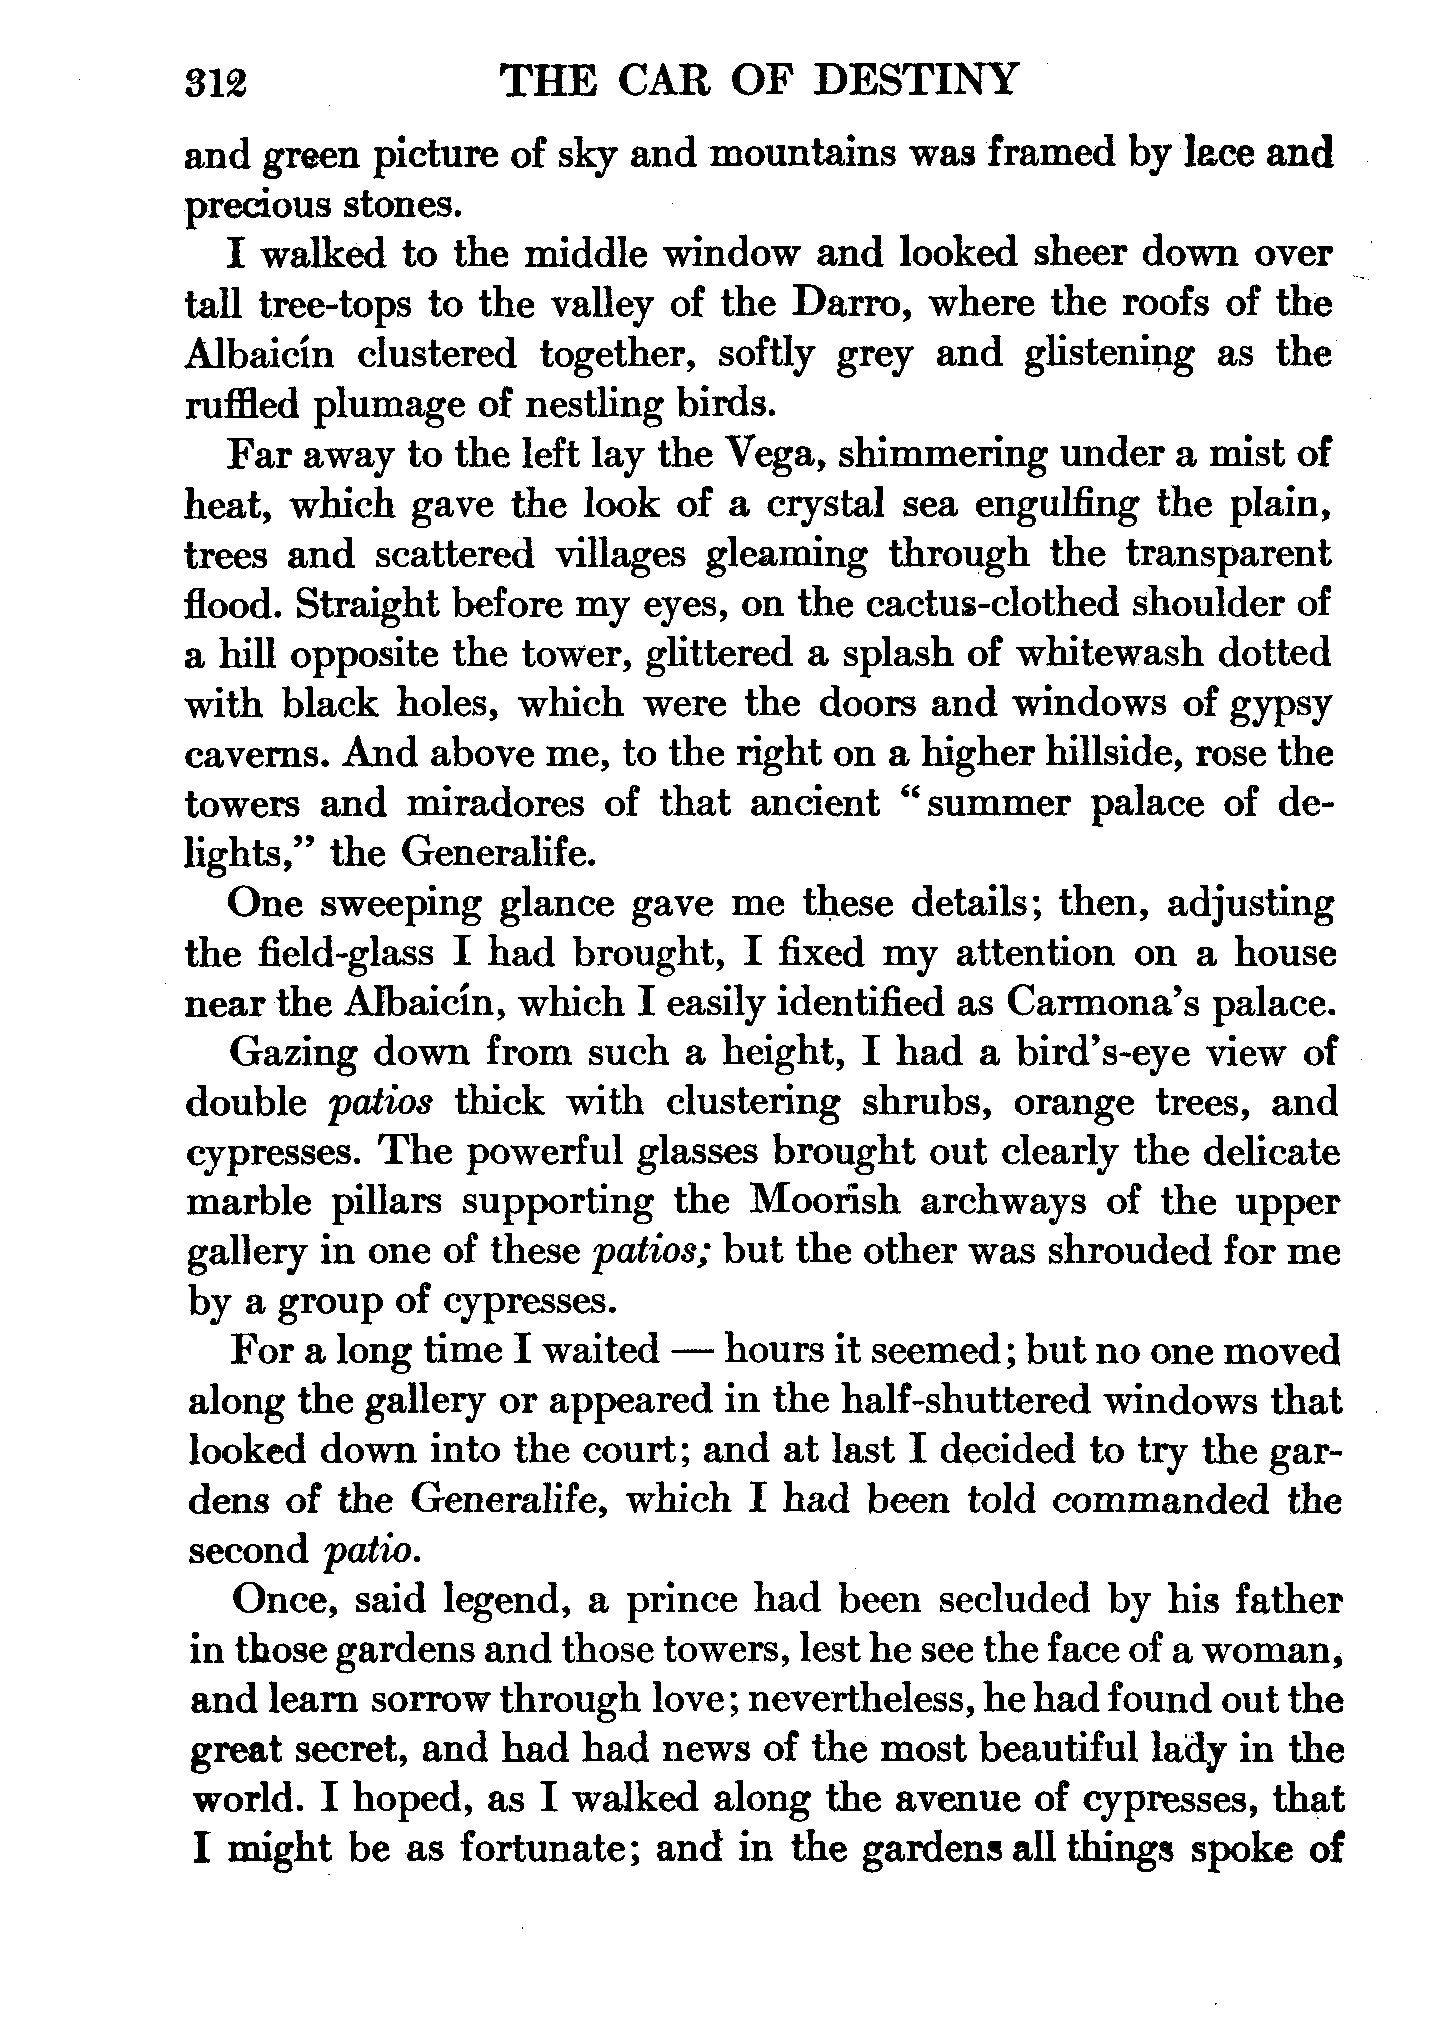 312 THE CAR OF DESTINY
and green picture of sky and mountains was framed by lace and
precious stones.
I walked to the middle window and looked sheer down over
tall tree-tops to the valley of the Darro, where the roofs of the
Albaicín clustered together, softly grey and glistening as the
ruffled plumage of nestling birds.
Far away to the left lay the Vega, shimmering under a mist of
heat, which gave the look of a crystal sea engulfing the plain,
trees and scattered villages gleaming through the transparent
flood. Straight before my eyes, on the cactus-clothed shoulder of
a hill opposite the tower, glittered a splash of whitewash dotted
with black holes, which were the doors and windows of gypsy
caverns. And above me, to the right on a higher hillside, rose the
towers and miradores of that ancient “summer palace of de-
lights,” the Generalife.
One sweeping glance gave me these details; then, adjusting
the field-glass I had brought, I fixed my attention on a house
near the Albaicín, which I easily identified as Carmona’s palace.
Gazing down from such a height, I had a bird’s-eye view of
double patios thick with clustering shrubs, orange trees, and
cypresses. The powerful glasses brought out clearly the delicate
marble pillars supporting the Moorish archways of the upper
gallery in one of these patios; but the other was shrouded for me
by a group of cypresses.
For a long time I waited — hours it seemed; but no one moved
along the gallery or appeared in the half-shuttered windows that
looked down into the court; and at last I decided to try the gar-
dens of the Generalife, which I had been told commanded the
second patio.
Once, said legend, a prince had been secluded by his father
in those gardens and those towers, lest he see the face of a woman,
and learn sorrow through love; nevertheless, he had found out the
great secret, and had had news of the most beautiful lady in the
world. I hoped, as I walked along the avenue of cypresses, that
I might be as fortunate; and in the gardens all things spoke of